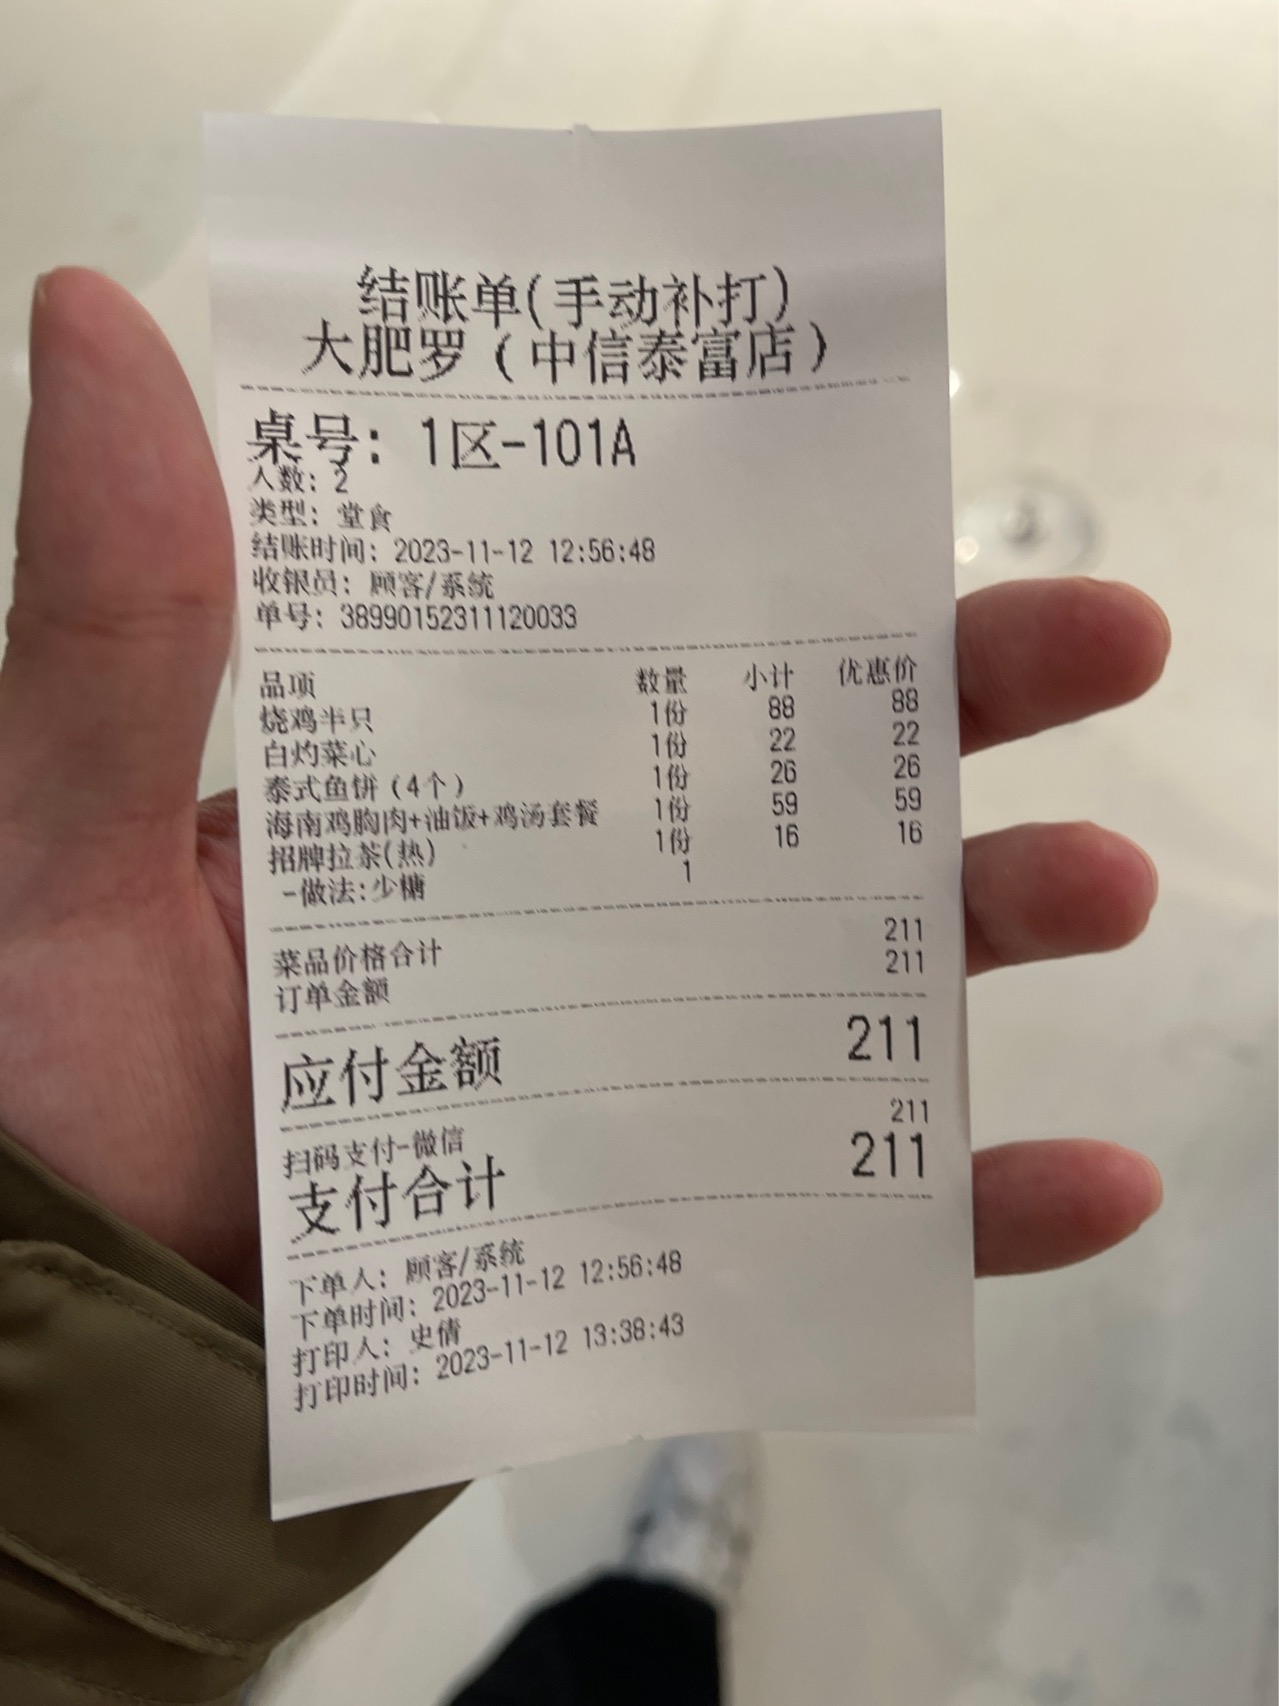 结账单(手动补打)
大肥罗（中信泰富店）
桌号: 1区-101A
人数: 2
类型: 堂食
结账时间: 2023-11-12 12:56:48
收银员: 顾客/系统
单号: 38990152311120033
品项 数量 小计 优惠价
烧鸡半只 1份 88 88
白灼菜心 1份 22 22
泰式鱼饼（4个） 1份 26 26
海南鸡胸肉+油饭+鸡汤套餐 1份 59 59
招牌拉茶(热) 1份 16 16
-做法:少糖 1
菜品价格合计 211
订单金额 211
应付金额 211
扫码支付-微信 211
支付合计 211
下单人: 顾客/系统
下单时间: 2023-11-12 12:56:48
打印人: 史倩
打印时间: 2023-11-12 13:38:43